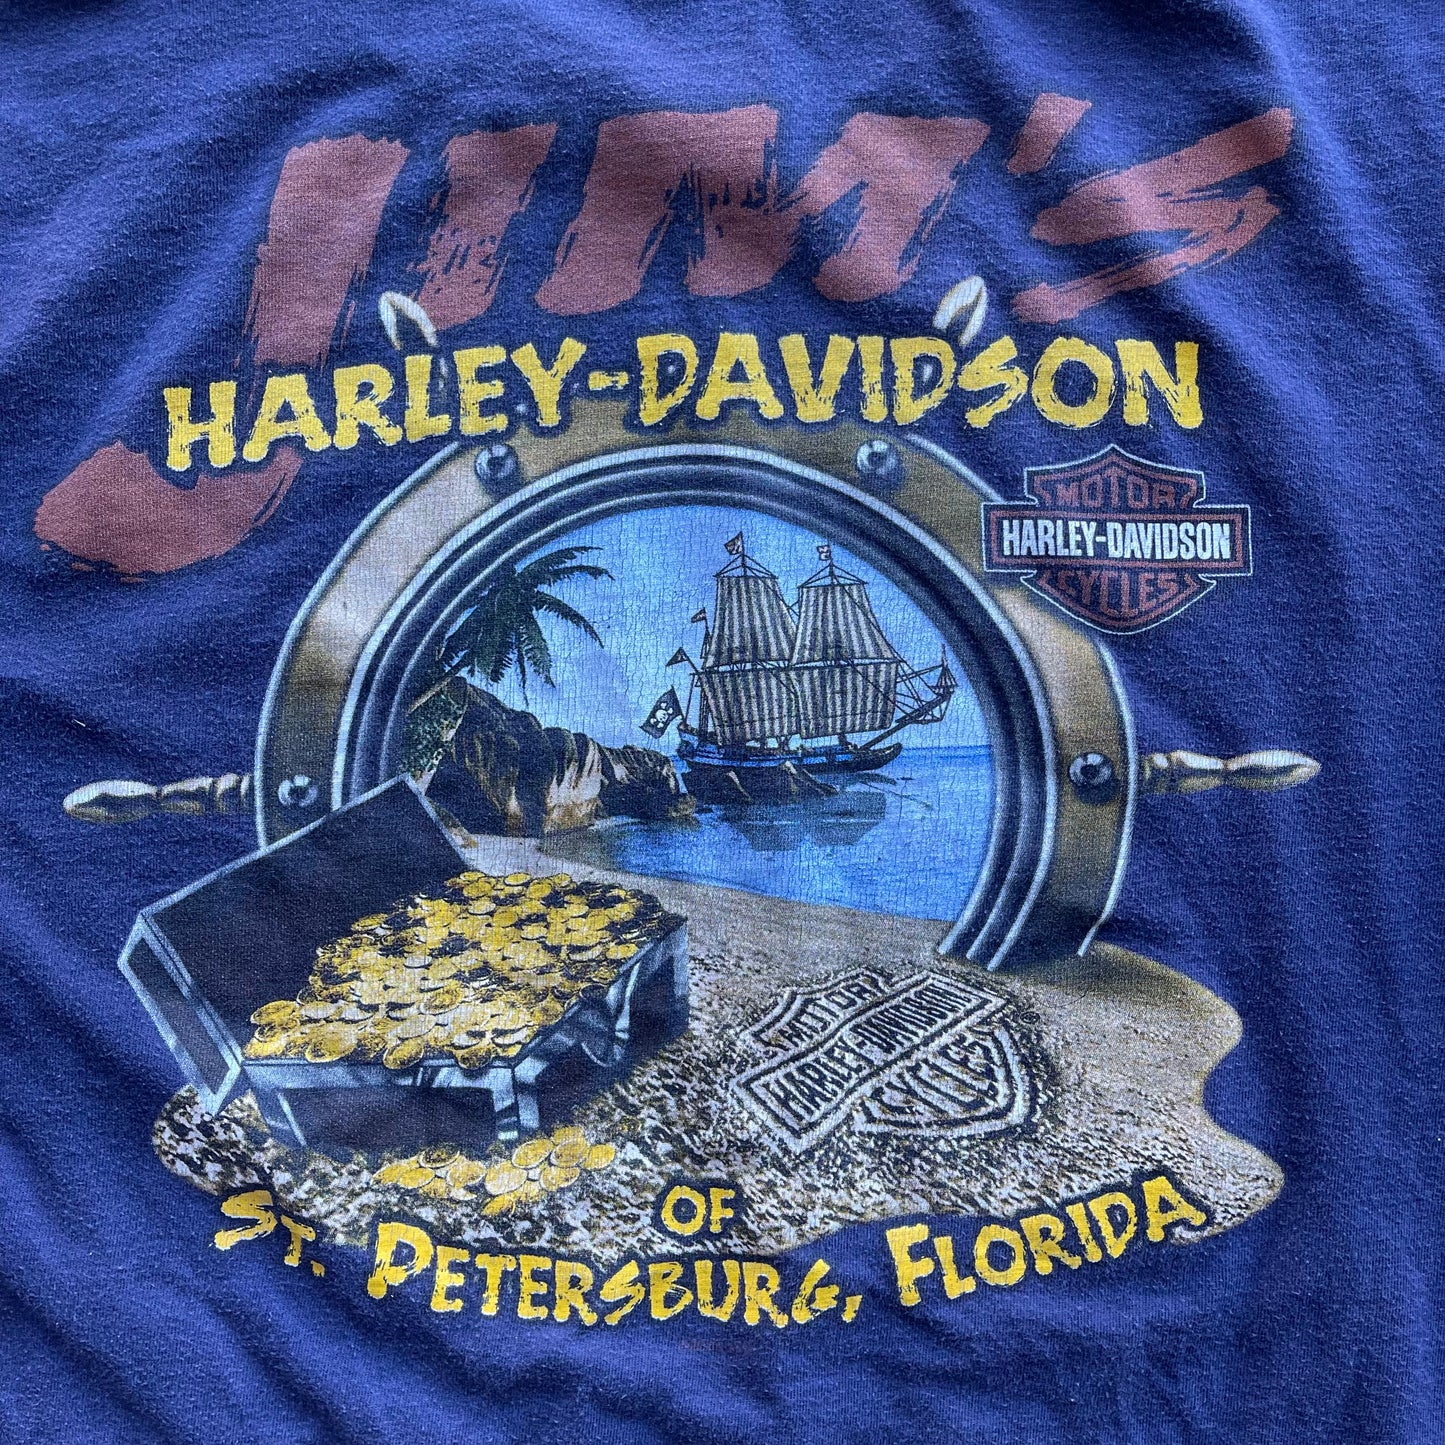 JIM's
HARLEY-DAVIDSON
MOTOR
HARLEY-DAVIDSON
CYCLES
MOTOR
HARLEY-DAVIDSON
CYCLES
®
OF
ST. PETERSBURG, FLORIDA